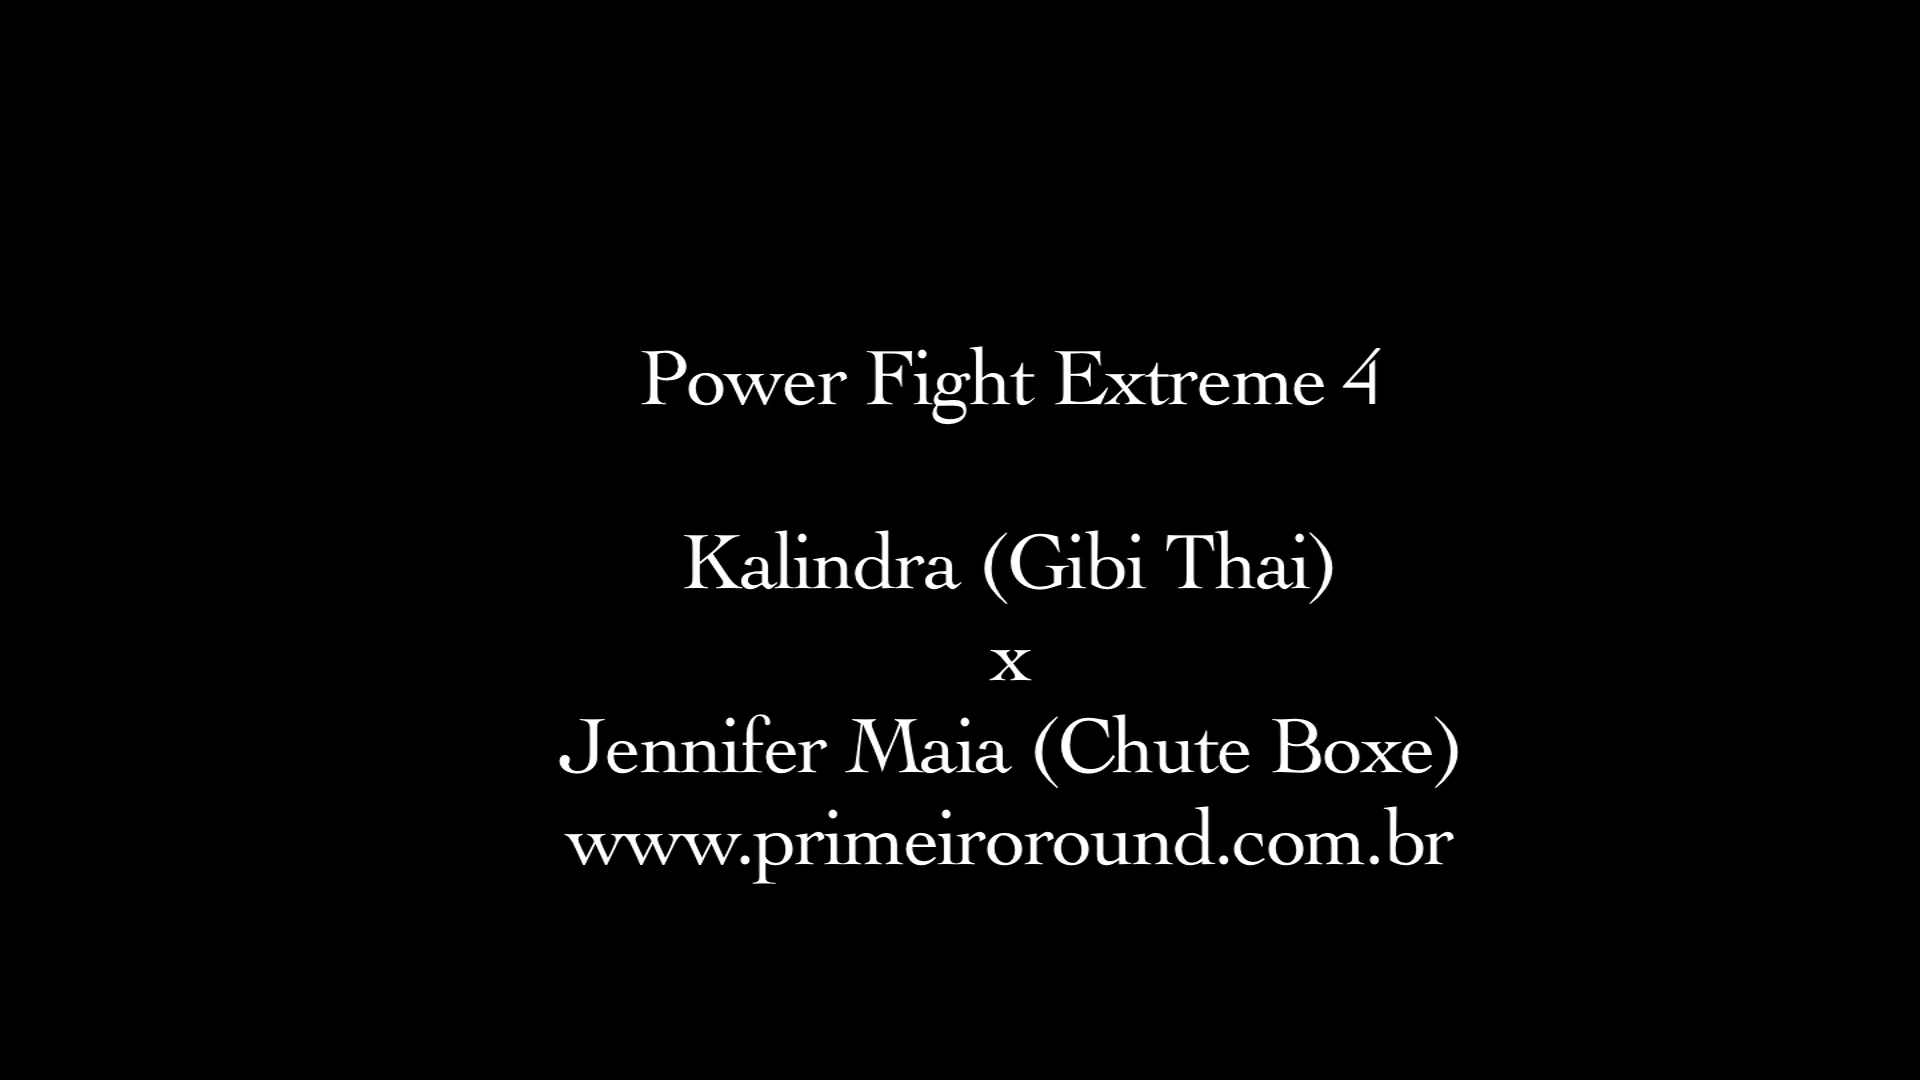 Power Fight Extreme 4
Kalindra (Gibi Thai)
x
Jennifer Maia (Chute Boxe)
www.primeiroround.com.br